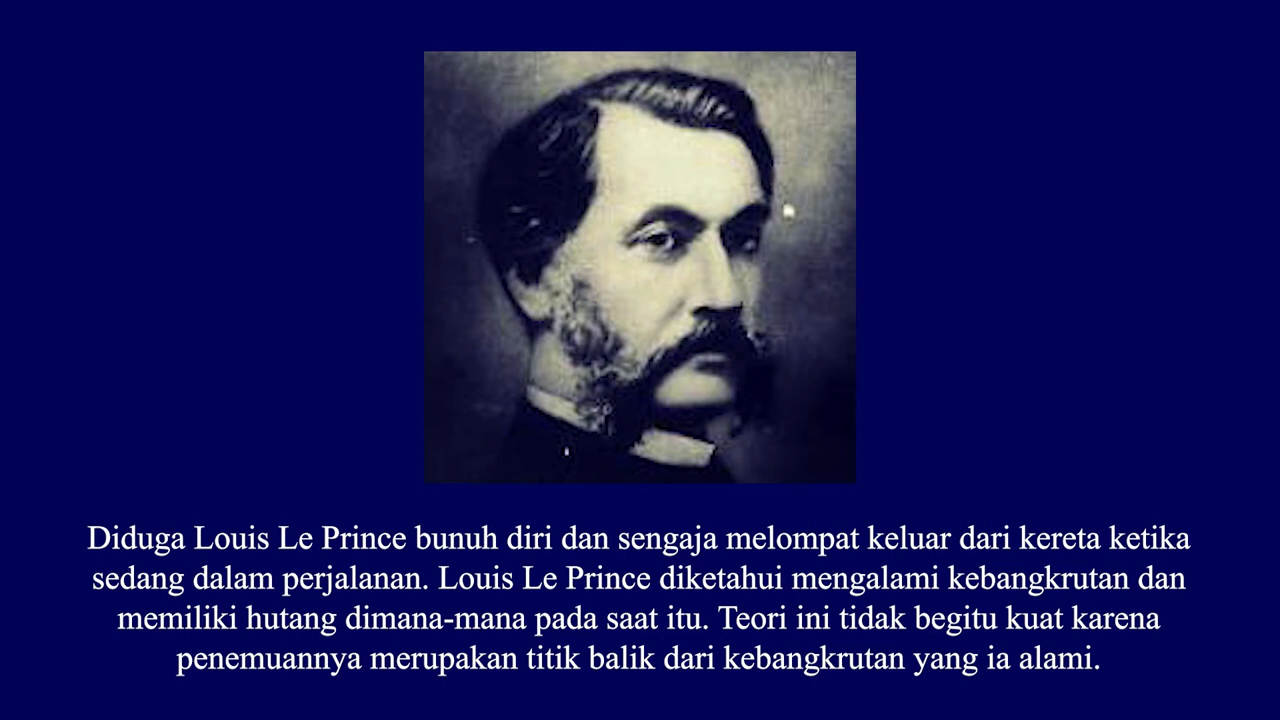 Diduga Louis Le Prince bunuh diri dan sengaja melompat keluar dari kereta ketika
sedang dalam perjalanan. Louis Le Prince diketahui mengalami kebangkrutan dan
memiliki hutang dimana-mana pada saat itu. Teori ini tidak begitu kuat karena
penemuannya merupakan titik balik dari kebangkrutan yang ia alami.